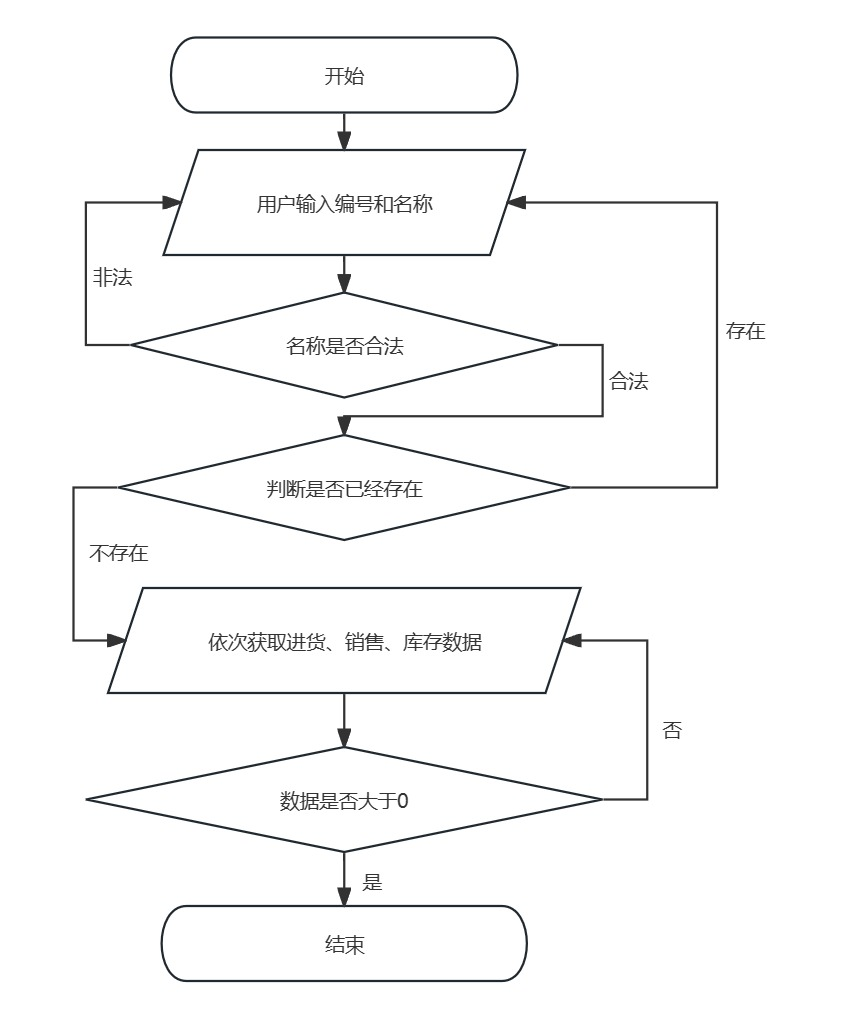 开始
用户输入编号和名称
非法
名称是否合法
存在
合法
判断是否已经存在
不存在
依次获取进货、销售、库存数据
否
数据是否大于0
是
结束